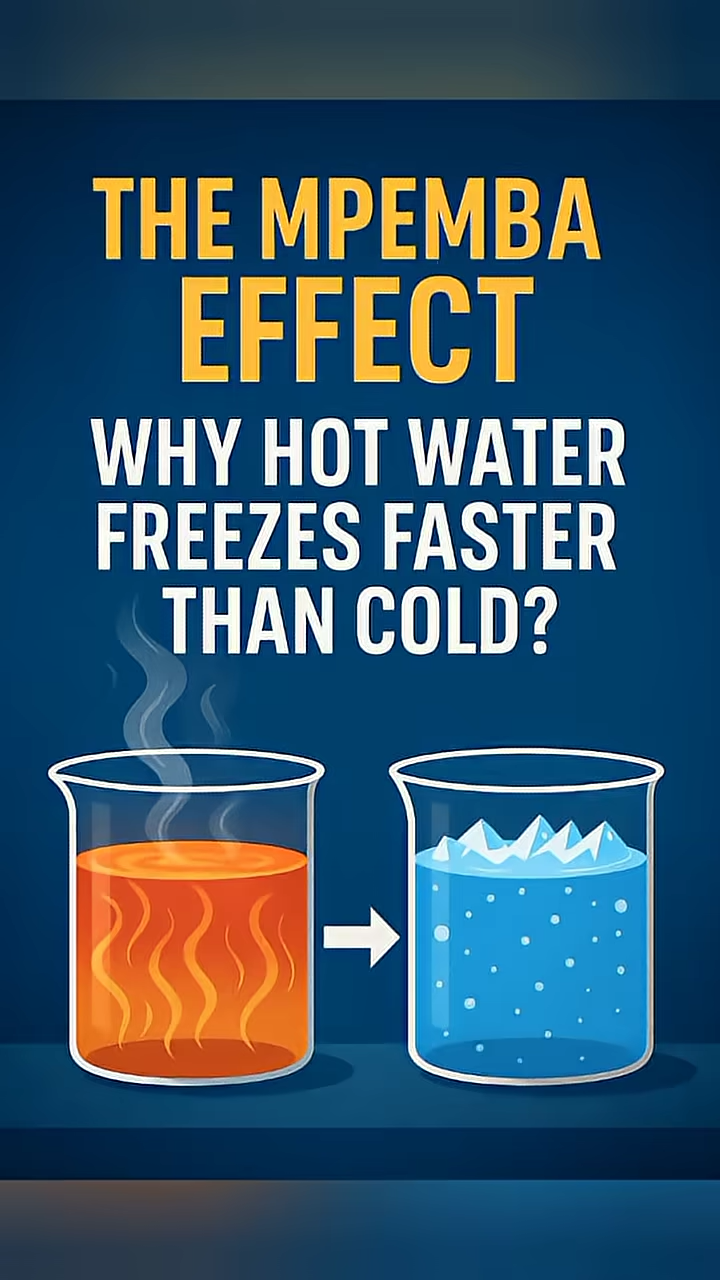 THE MPEMBA
EFFECT
WHY HOT WATER
FREEZES FASTER
THAN COLD?